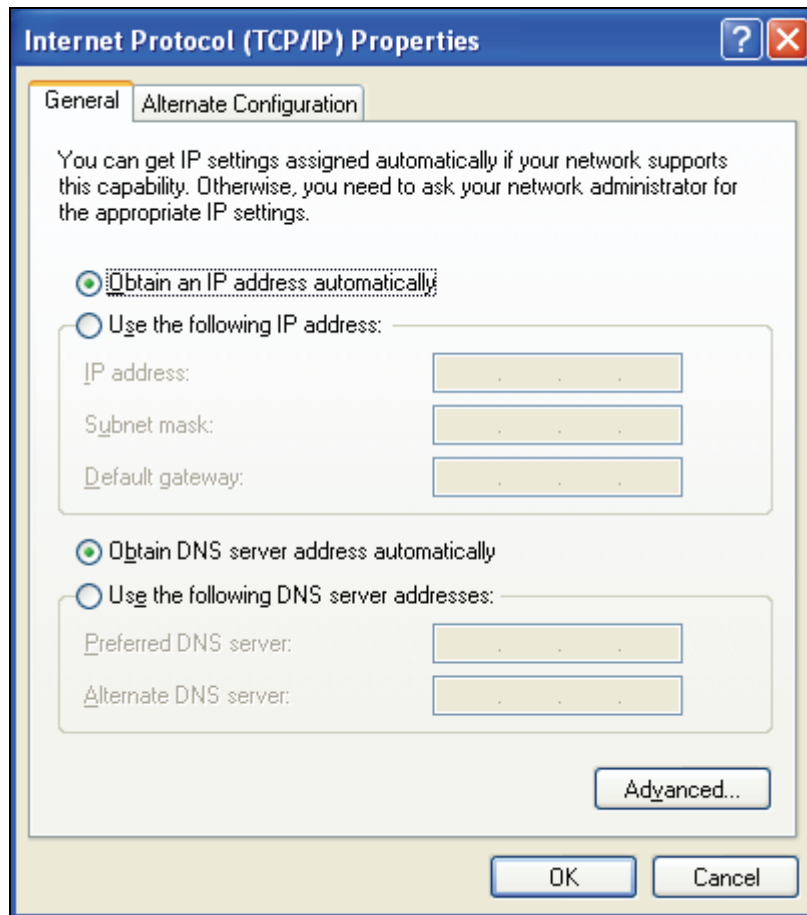 Internet Protocol (TCP/IP) Properties
General
Alternate Configuration
You can get IP settings assigned automatically if your network supports
this capability. Otherwise, you need to ask your network administrator for
the appropriate IP settings.
Obtain an IP address automatically
Use the following IP address:
IP address:
Subnet mask:
Default gateway:
Obtain DNS server address automatically
Use the following DNS server addresses:
Preferred DNS server:
Alternate DNS server:
Advanced...
OK
Cancel